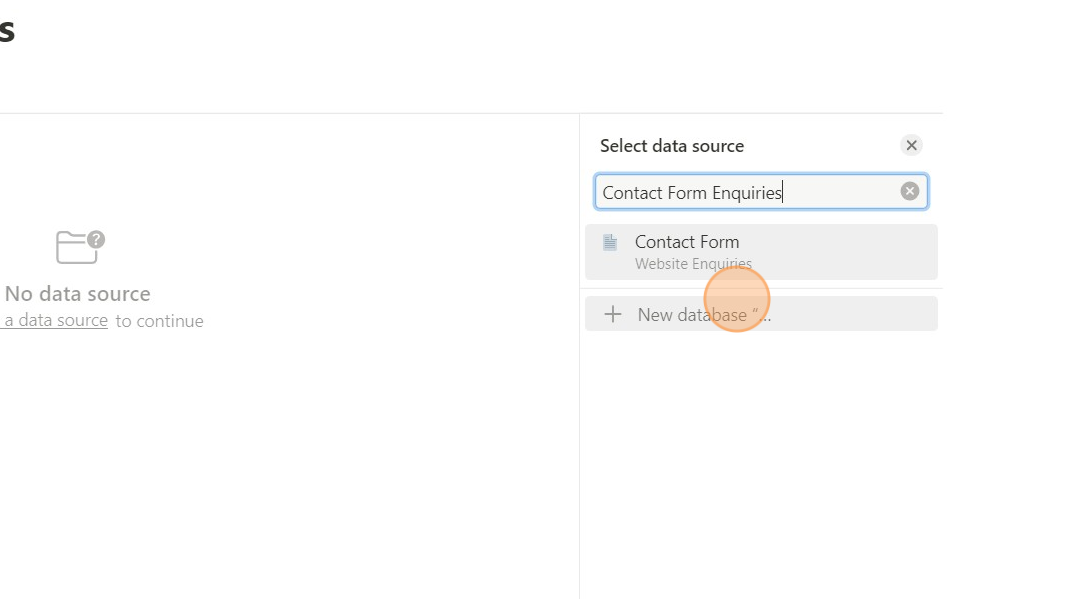 s
Select data source
Contact Form Enquiries
Contact Form
Website Enquiries
New database “...
?
No data source
a data source to continue